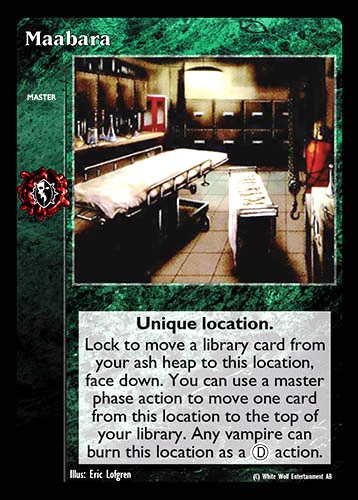 Maabara
MASTER
Unique location.
Lock to move a library card from
your ash heap to this location,
face down. You can use a master
phase action to move one card
from this location to the top of
your library. Any vampire can
burn this location as a Ⓓ action.
Illus: Eric Lofgren
(C) White Wolf Entertainment AB